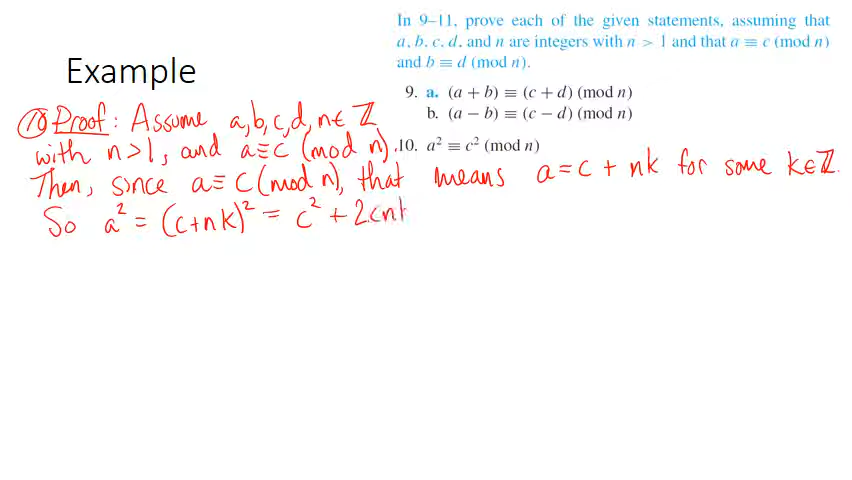 In 9–11, prove each of the given statements, assuming that
a, b, c, d, and n are integers with n > 1 and that a ≡ c (mod n)
and b ≡ d (mod n).
Example
9. a. (a + b) ≡ (c + d) (mod n)
b. (a − b) ≡ (c − d) (mod n)
10. a² ≡ c² (mod n)
10 Proof: Assume a,b,c,d,n∈ℤ
with n>1, and a≡c (mod n).
Then, since a≡c (mod n), that means a=c+nk for some k∈ℤ.
So a² = (c+nk)² = c² + 2cnk